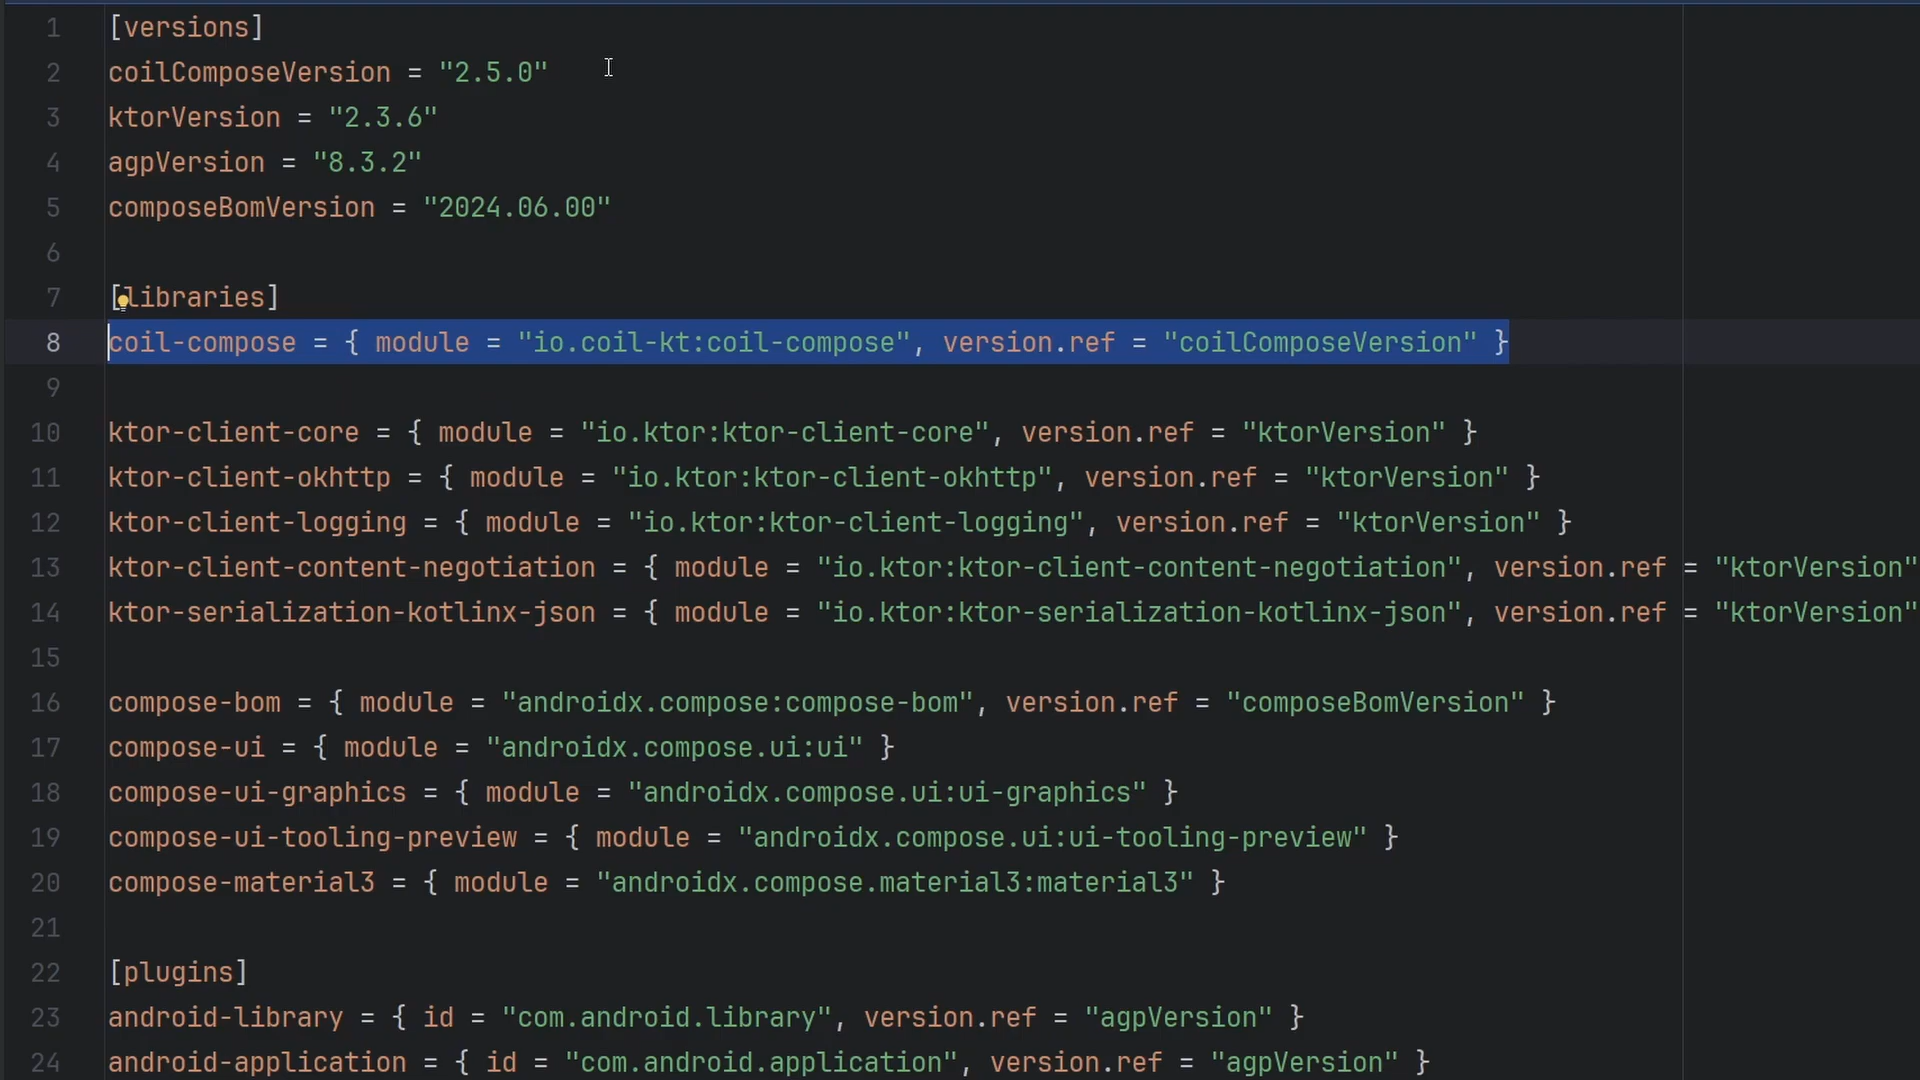 1 [versions]
2 coilComposeVersion = "2.5.0"
3 ktorVersion = "2.3.6"
4 agpVersion = "8.3.2"
5 composeBomVersion = "2024.06.00"
6
7 [libraries]
8 coil-compose = { module = "io.coil-kt:coil-compose", version.ref = "coilComposeVersion" }
9
10 ktor-client-core = { module = "io.ktor:ktor-client-core", version.ref = "ktorVersion" }
11 ktor-client-okhttp = { module = "io.ktor:ktor-client-okhttp", version.ref = "ktorVersion" }
12 ktor-client-logging = { module = "io.ktor:ktor-client-logging", version.ref = "ktorVersion" }
13 ktor-client-content-negotiation = { module = "io.ktor:ktor-client-content-negotiation", version.ref = "ktorVersion"
14 ktor-serialization-kotlinx-json = { module = "io.ktor:ktor-serialization-kotlinx-json", version.ref = "ktorVersion"
15
16 compose-bom = { module = "androidx.compose:compose-bom", version.ref = "composeBomVersion" }
17 compose-ui = { module = "androidx.compose.ui:ui" }
18 compose-ui-graphics = { module = "androidx.compose.ui:ui-graphics" }
19 compose-ui-tooling-preview = { module = "androidx.compose.ui:ui-tooling-preview" }
20 compose-material3 = { module = "androidx.compose.material3:material3" }
21
22 [plugins]
23 android-library = { id = "com.android.library", version.ref = "agpVersion" }
24 android-application = { id = "com.android.application", version.ref = "agpVersion" }